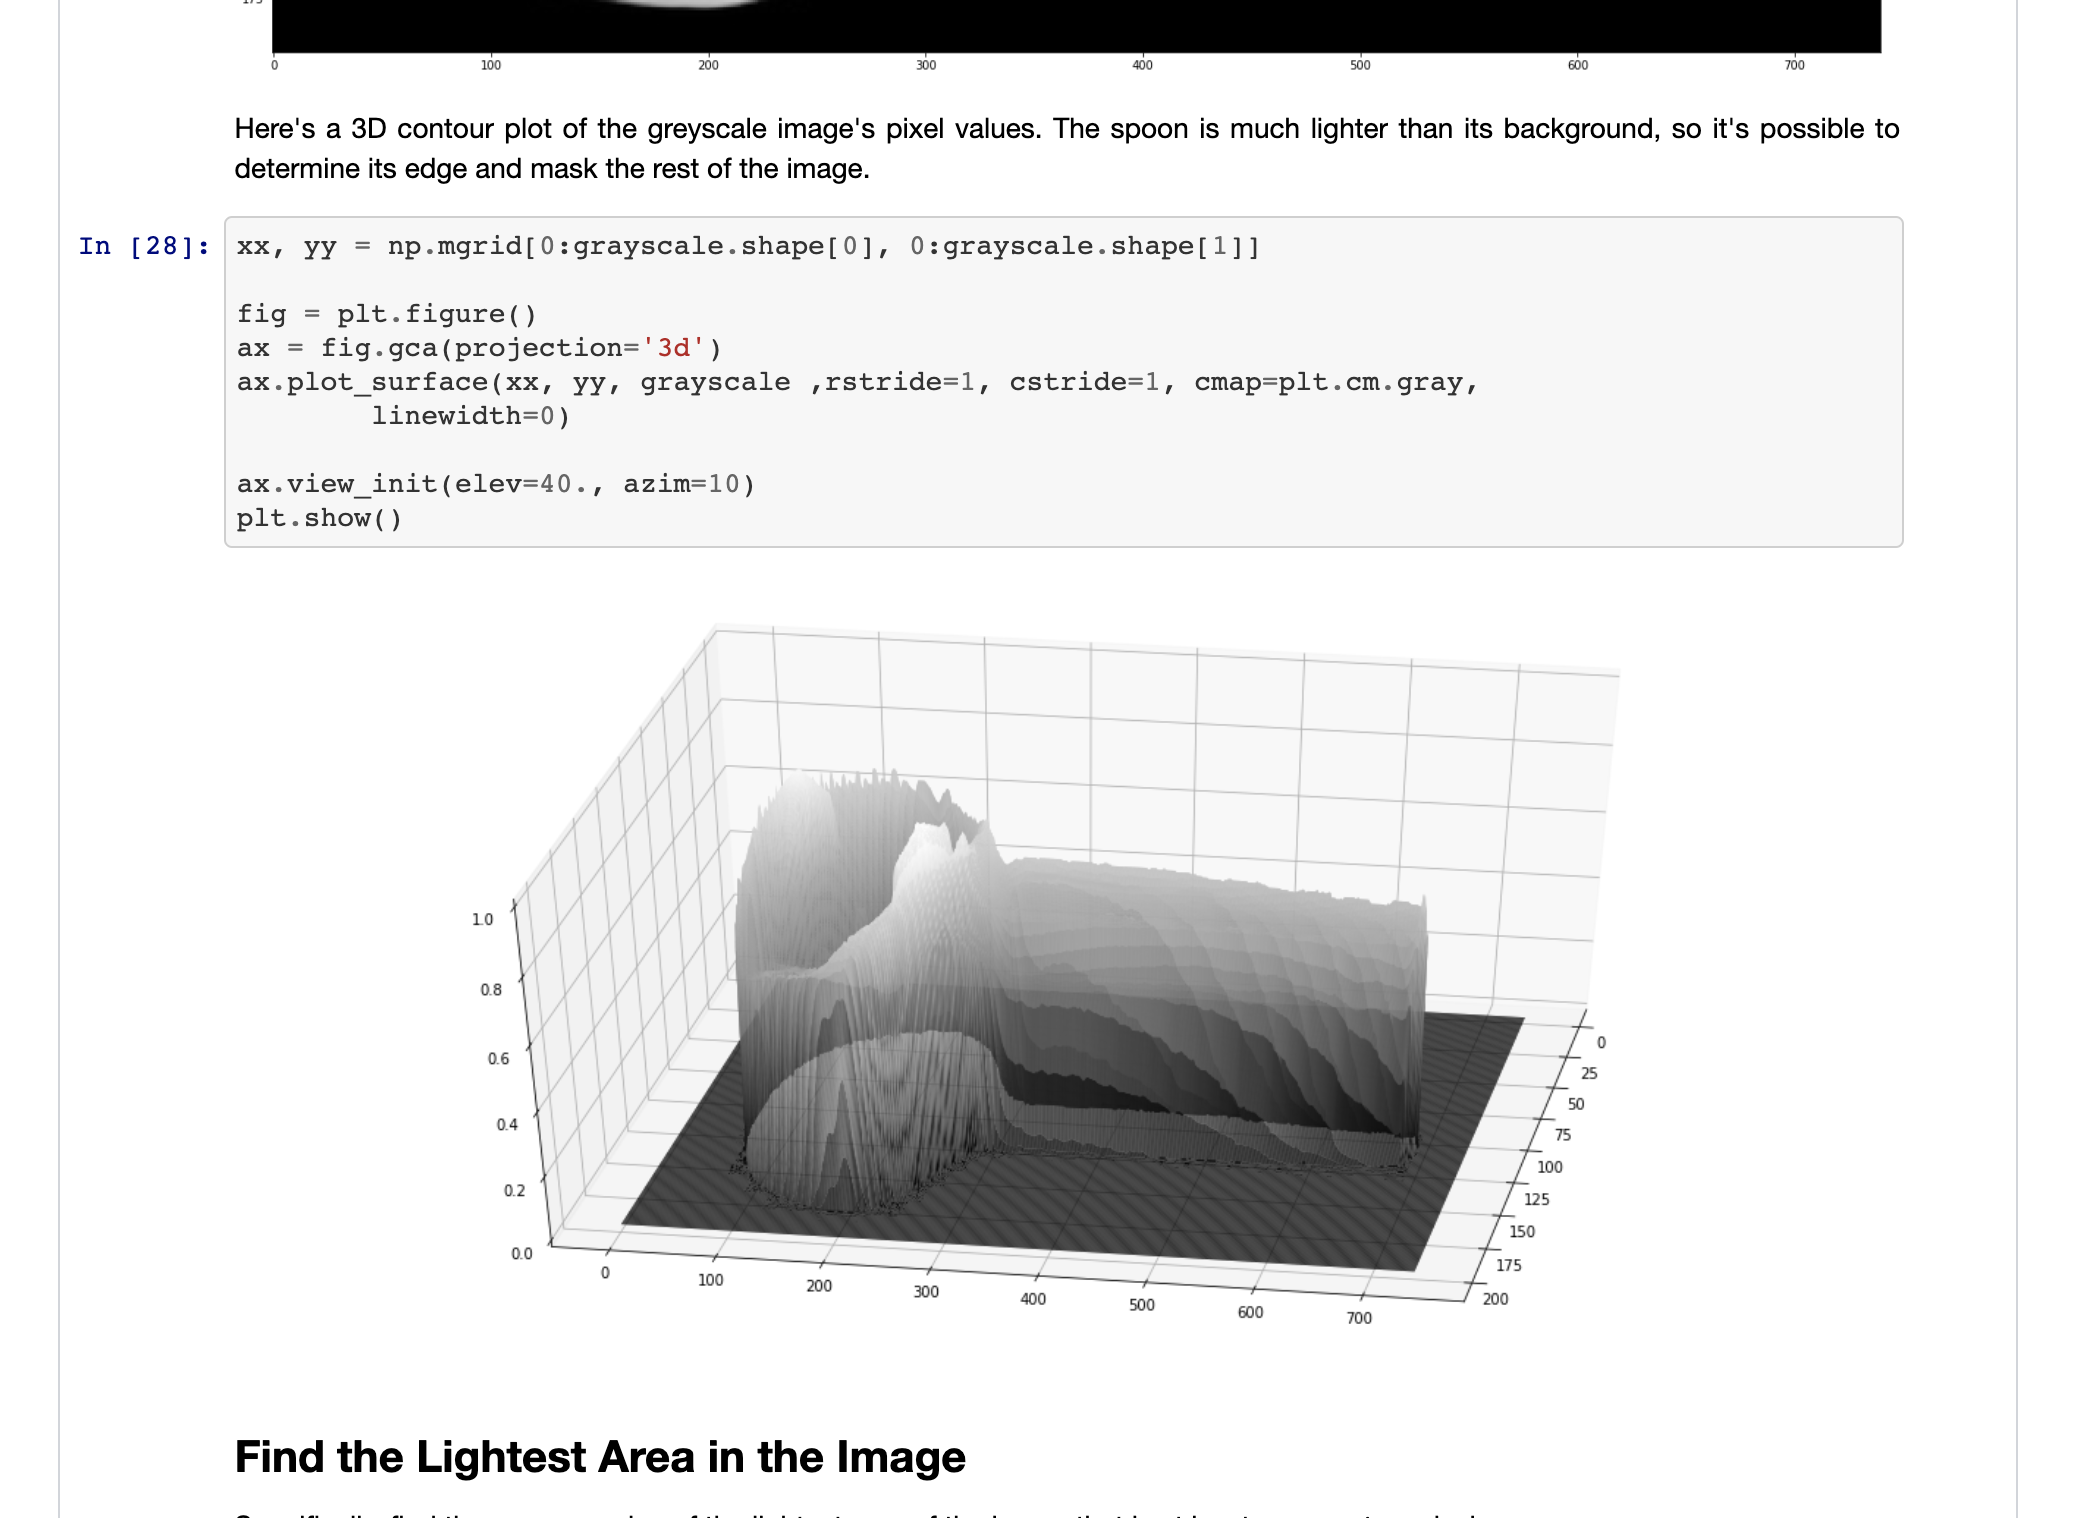 175
0 100 200 300 400 500 600 700
Here's a 3D contour plot of the greyscale image's pixel values. The spoon is much lighter than its background, so it's possible to
determine its edge and mask the rest of the image.
In [28]: xx, yy = np.mgrid[0:grayscale.shape[0], 0:grayscale.shape[1]]
fig = plt.figure()
ax = fig.gca(projection='3d')
ax.plot_surface(xx, yy, grayscale ,rstride=1, cstride=1, cmap=plt.cm.gray,
linewidth=0)
ax.view_init(elev=40., azim=10)
plt.show()
1.0
0.8
0.6
0.4
0.2
0.0
0 100 200 300 400 500 600 700
0
25
50
75
100
125
150
175
200
Find the Lightest Area in the Image